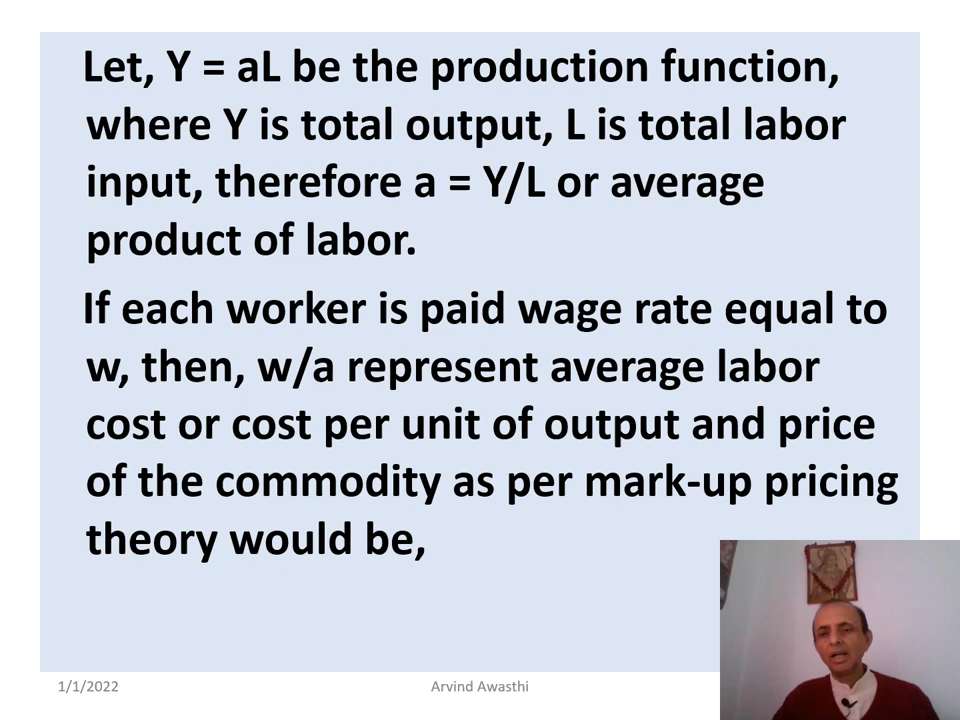 Let, Y = aL be the production function,
where Y is total output, L is total labor
input, therefore a = Y/L or average
product of labor.
If each worker is paid wage rate equal to
w, then, w/a represent average labor
cost or cost per unit of output and price
of the commodity as per mark-up pricing
theory would be,
1/1/2022
Arvind Awasthi